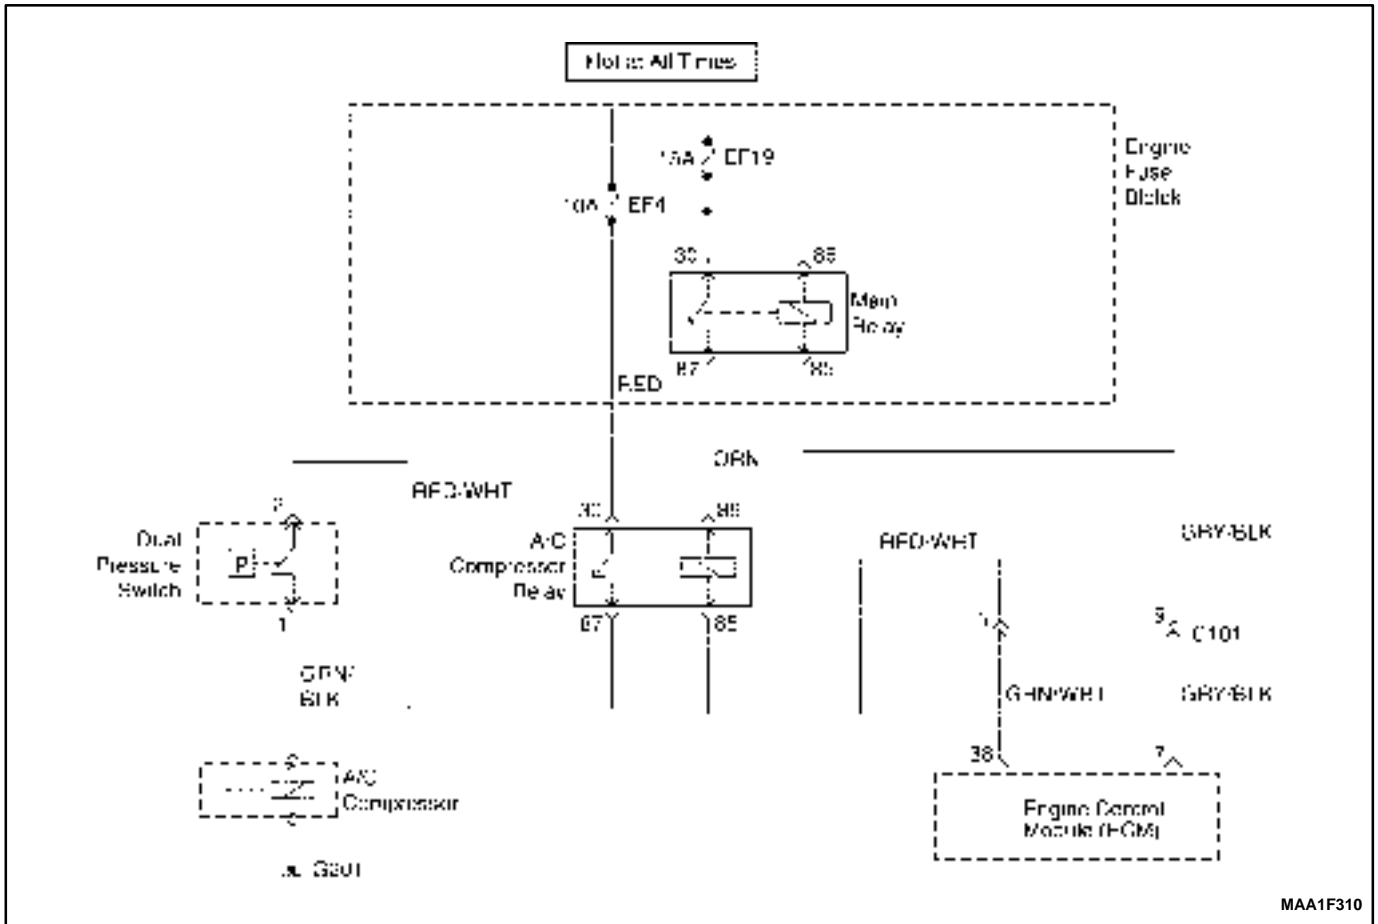 Hot at All Times
Engine
Fuse
Block
15A EF19
10A EF4
30 86
Main
Relay
87 85
RED
ORN
RED/WHT
2
Dual
Pressure
Switch
P
1
30 86
A/C
Compressor
Relay
87 85
RED/WHT
GRY/BLK
9 C101
GRN/
BLK
GRN/WHT
GRY/BLK
38 7
A/C
Compressor
Engine Control
Module (ECM)
G201
MAA1F310